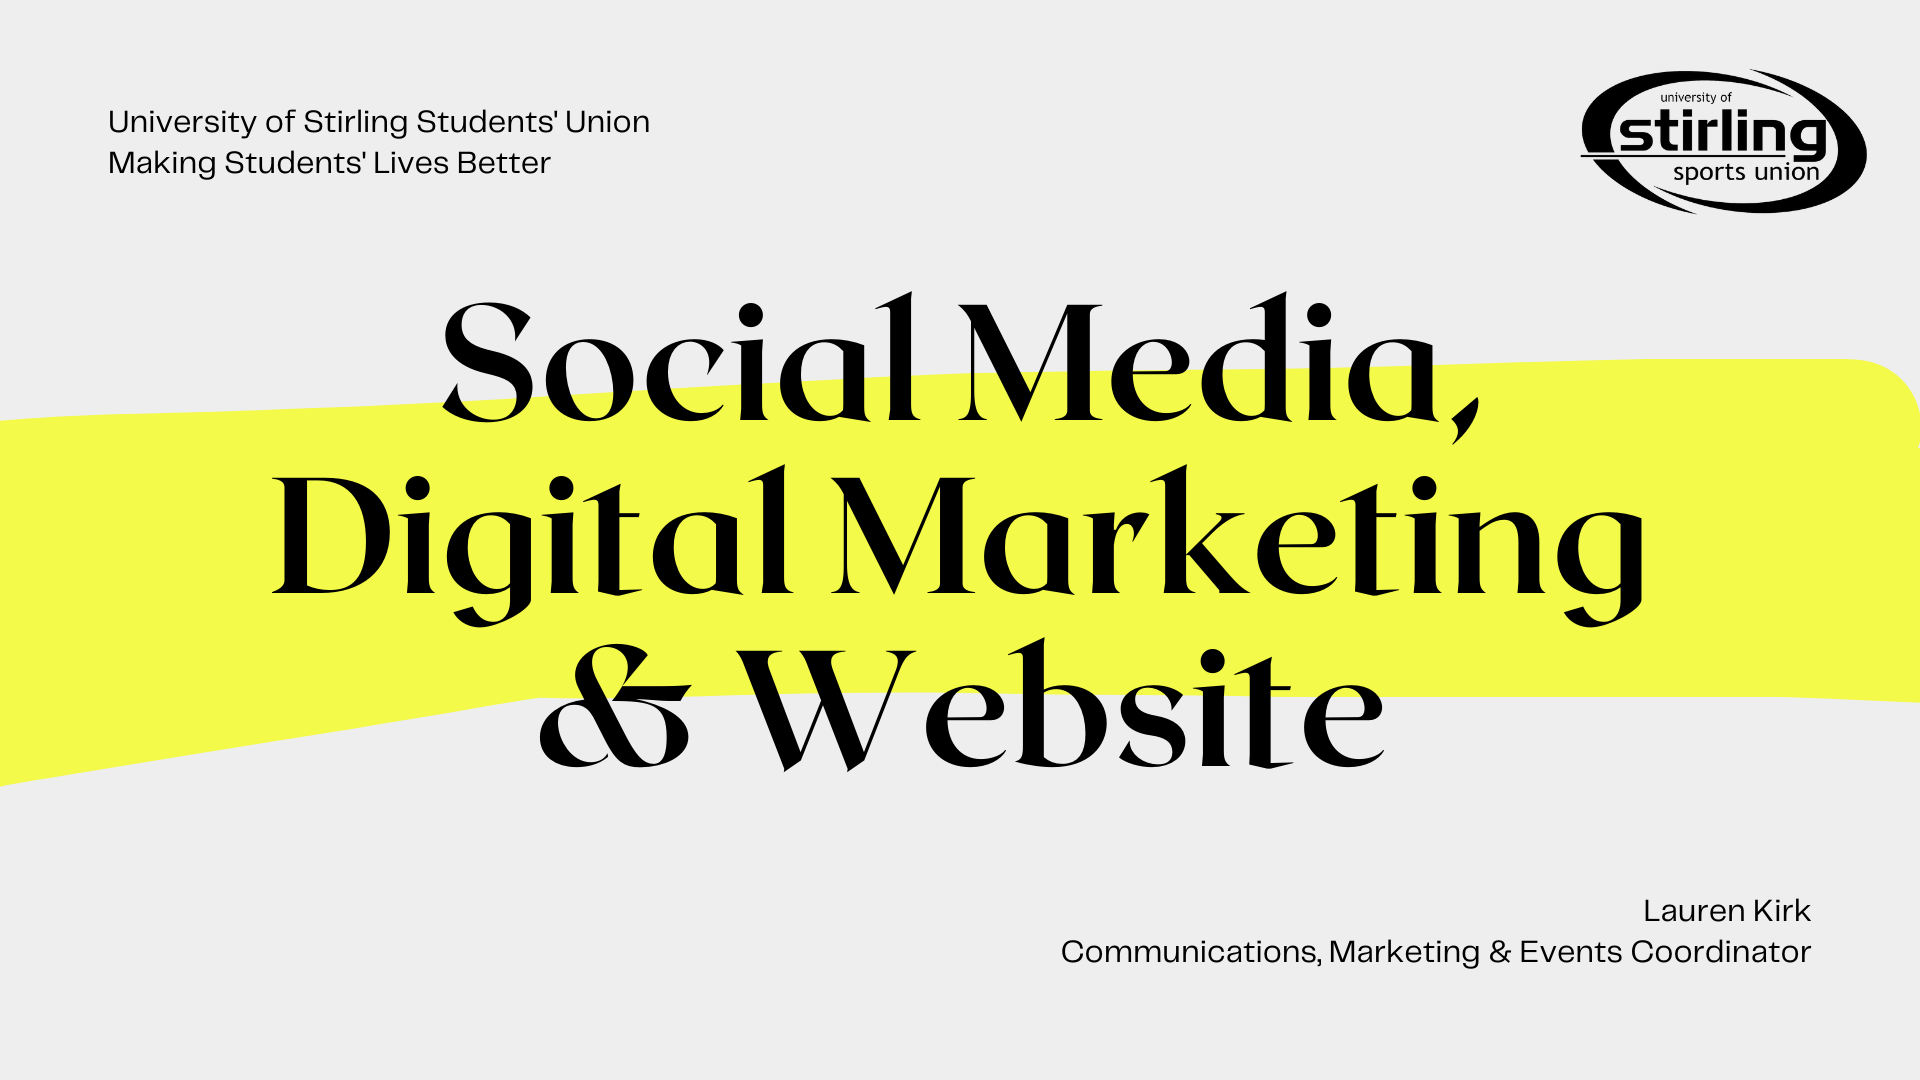 University of Stirling Students' Union
Making Students' Lives Better
university of
stirling
sports union
Social Media,
Digital Marketing
& Website
Lauren Kirk
Communications, Marketing & Events Coordinator